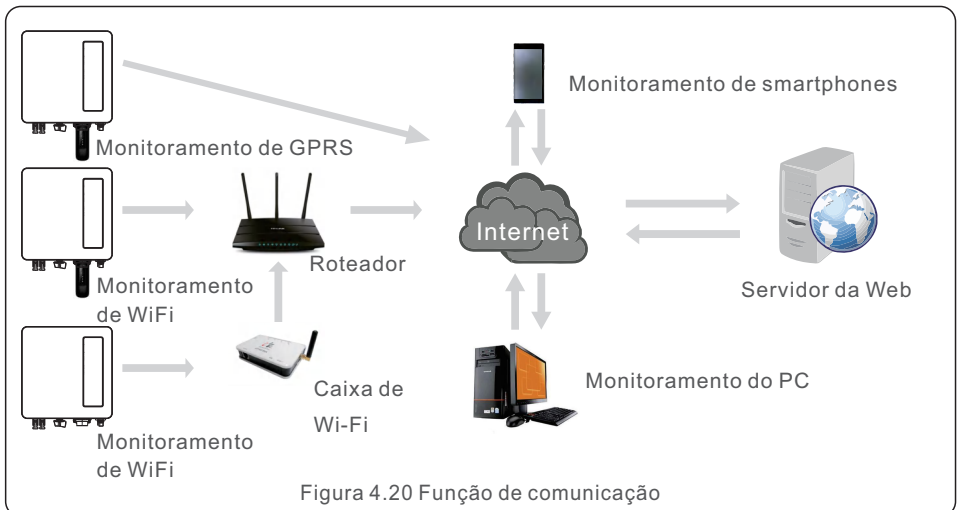 Monitoramento de smartphones
Monitoramento de GPRS
Internet
Roteador
Monitoramento
de WiFi
Servidor da Web
Caixa de
Wi-Fi
Monitoramento do PC
Monitoramento
de WiFi
Figura 4.20 Função de comunicação